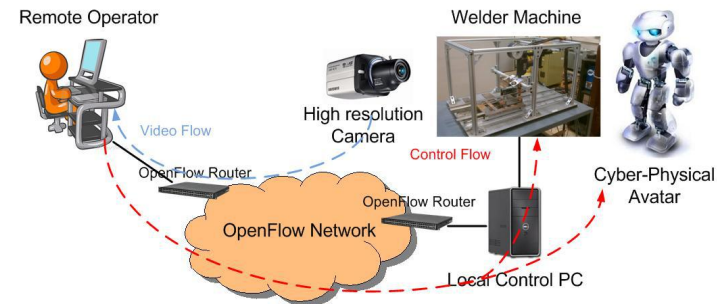 Remote Operator
Welder Machine
High resolution
Camera
Video Flow
Control Flow
OpenFlow Router
Cyber-Physical
Avatar
OpenFlow Router
OpenFlow Network
Local Control PC